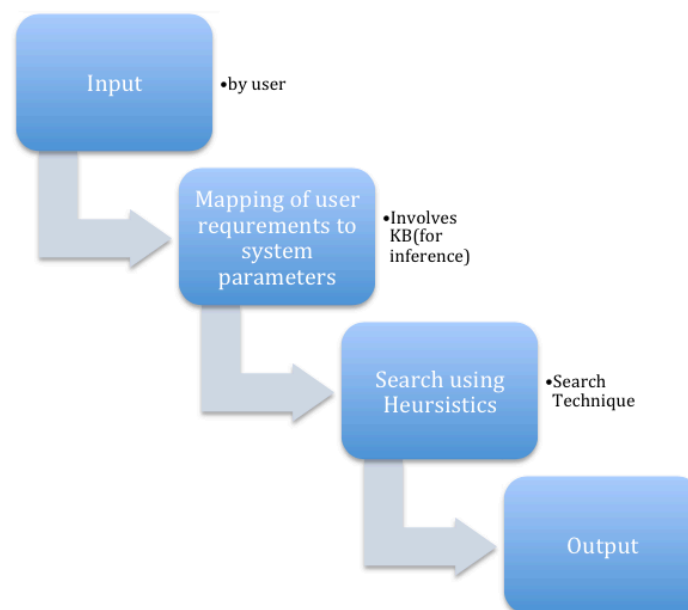 Input
•by user
Mapping of user
requrements to
system
parameters
•Involves
KB(for
inference)
Search using
Heursistics
•Search
Technique
Output